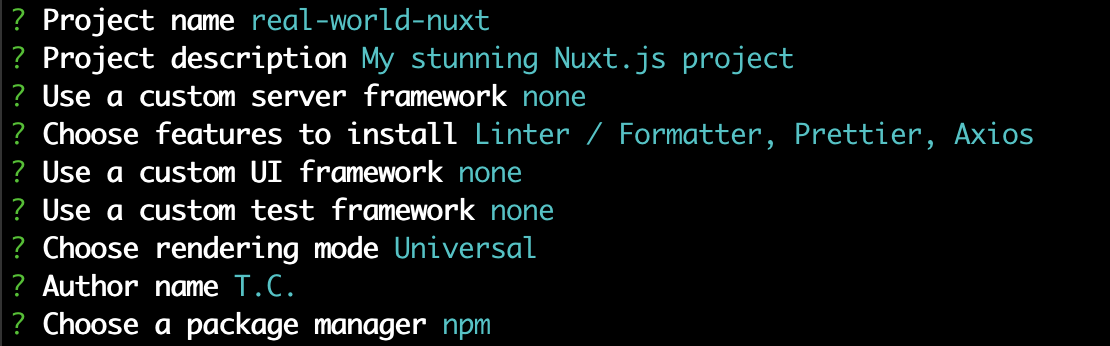 ? Project name real-world-nuxt
? Project description My stunning Nuxt.js project
? Use a custom server framework none
? Choose features to install Linter / Formatter, Prettier, Axios
? Use a custom UI framework none
? Use a custom test framework none
? Choose rendering mode Universal
? Author name T.C.
? Choose a package manager npm